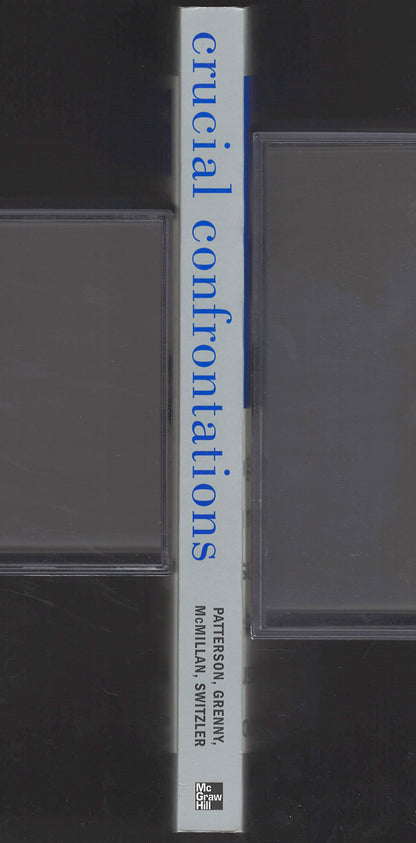 crucial confrontations
PATTERSON, GRENNY,
McMILLAN, SWITZLER
Mc
Graw
Hill